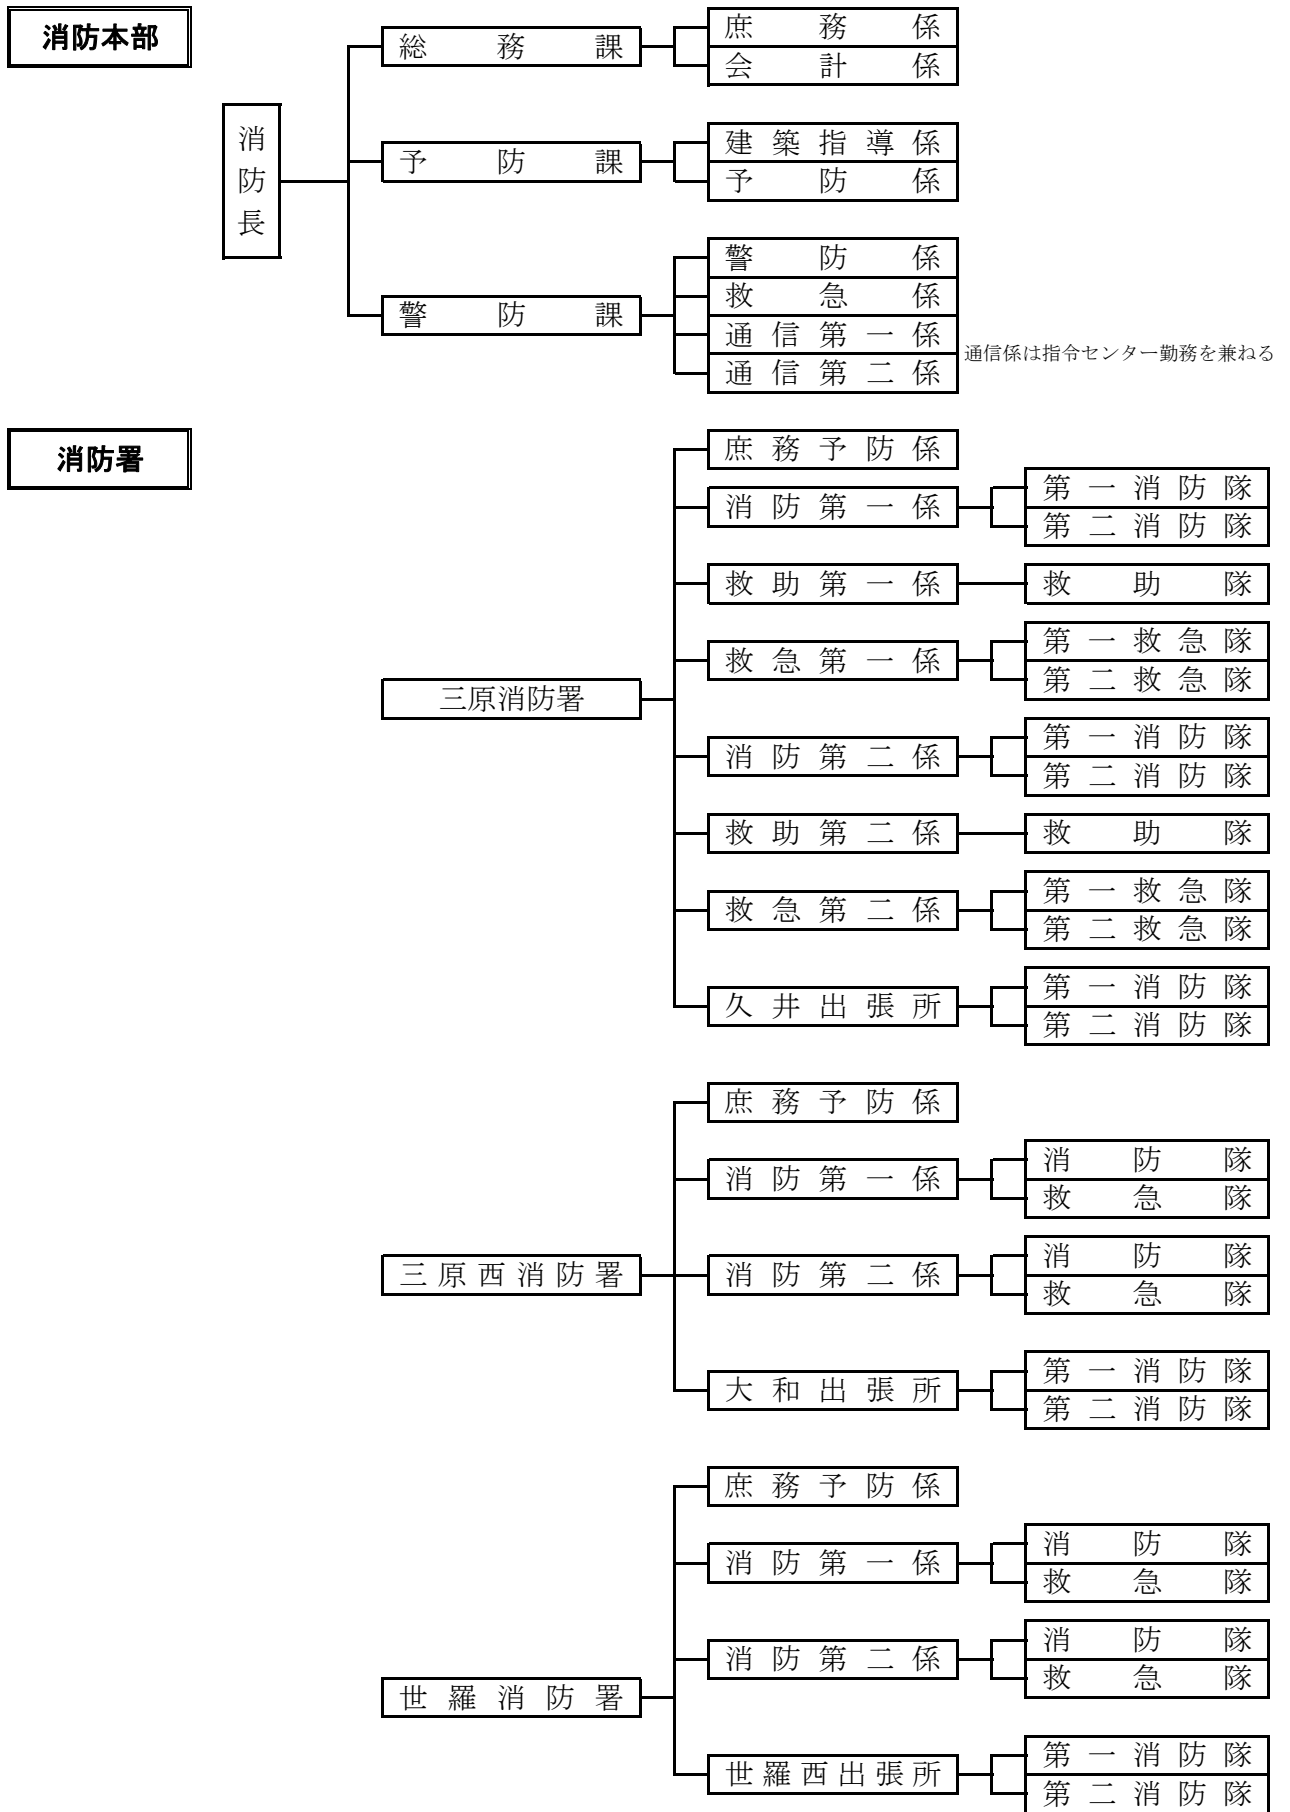 消防本部
総務課
庶務係
会計係
消防長
予防課
建築指導係
予防係
警防課
警防係
救急係
通信第一係
通信第二係
通信係は指令センター勤務を兼ねる
消防署
三原消防署
庶務予防係
消防第一係
第一消防隊
第二消防隊
救助第一係
救助隊
救急第一係
第一救急隊
第二救急隊
消防第二係
第一消防隊
第二消防隊
救助第二係
救助隊
救急第二係
第一救急隊
第二救急隊
久井出張所
第一消防隊
第二消防隊
三原西消防署
庶務予防係
消防第一係
消防隊
救急隊
消防第二係
消防隊
救急隊
大和出張所
第一消防隊
第二消防隊
世羅消防署
庶務予防係
消防第一係
消防隊
救急隊
消防第二係
消防隊
救急隊
世羅西出張所
第一消防隊
第二消防隊